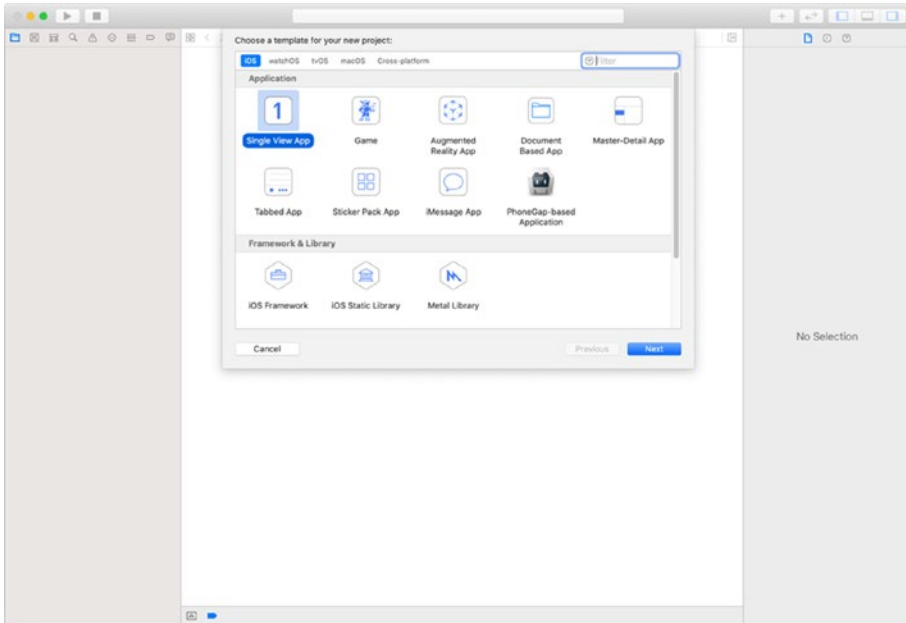 Choose a template for your new project:
iOS watchOS tvOS macOS Cross-platform
Filter
Application
1
Single View App Game Augmented Reality App Document Based App Master-Detail App
Tabbed App Sticker Pack App iMessage App PhoneGap-based Application
Framework & Library
iOS Framework iOS Static Library Metal Library
Cancel Previous Next
No Selection